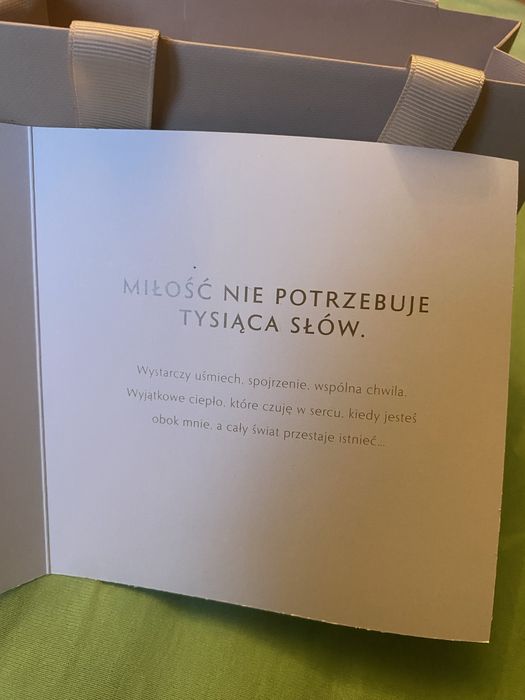 MIŁOŚĆ NIE POTRZEBUJE
TYSIĄCA SŁÓW.
Wystarczy uśmiech, spojrzenie, wspólna chwila.
Wyjątkowe ciepło, które czuję w sercu, kiedy jesteś
obok mnie, a cały świat przestaje istnieć...